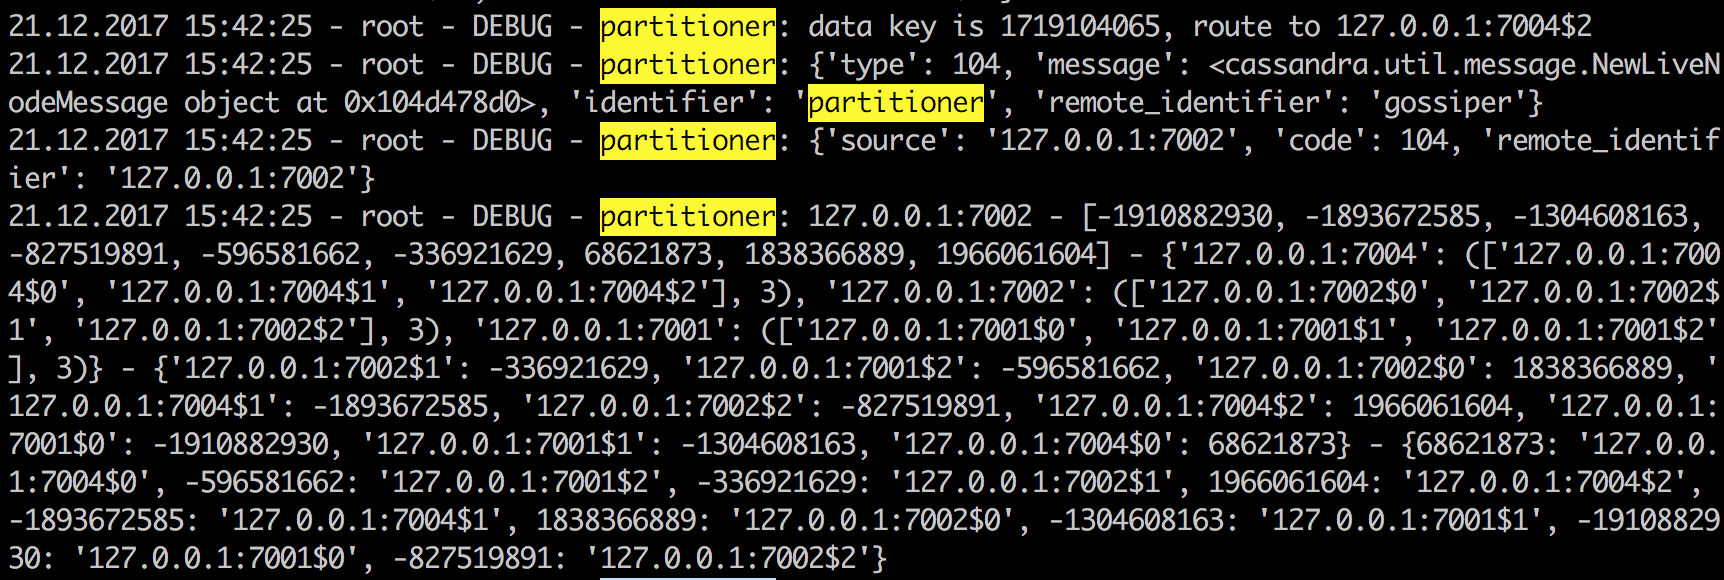 21.12.2017 15:42:25 - root - DEBUG - partitioner: data key is 1719104065, route to 127.0.0.1:7004$2
21.12.2017 15:42:25 - root - DEBUG - partitioner: {'type': 104, 'message': <cassandra.util.message.NewLiveN
odeMessage object at 0x104d478d0>, 'identifier': 'partitioner', 'remote_identifier': 'gossiper'}
21.12.2017 15:42:25 - root - DEBUG - partitioner: {'source': '127.0.0.1:7002', 'code': 104, 'remote_identif
ier': '127.0.0.1:7002'}
21.12.2017 15:42:25 - root - DEBUG - partitioner: 127.0.0.1:7002 - [-1910882930, -1893672585, -1304608163,
-827519891, -596581662, -336921629, 68621873, 1838366889, 1966061604] - {'127.0.0.1:7004': (['127.0.0.1:700
4$0', '127.0.0.1:7004$1', '127.0.0.1:7004$2'], 3), '127.0.0.1:7002': (['127.0.0.1:7002$0', '127.0.0.1:7002$
1', '127.0.0.1:7002$2'], 3), '127.0.0.1:7001': (['127.0.0.1:7001$0', '127.0.0.1:7001$1', '127.0.0.1:7001$2'
], 3)} - {'127.0.0.1:7002$1': -336921629, '127.0.0.1:7001$2': -596581662, '127.0.0.1:7002$0': 1838366889, '
127.0.0.1:7004$1': -1893672585, '127.0.0.1:7002$2': -827519891, '127.0.0.1:7004$2': 1966061604, '127.0.0.1:
7001$0': -1910882930, '127.0.0.1:7001$1': -1304608163, '127.0.0.1:7004$0': 68621873} - {68621873: '127.0.0.
1:7004$0', -596581662: '127.0.0.1:7001$2', -336921629: '127.0.0.1:7002$1', 1966061604: '127.0.0.1:7004$2',
-1893672585: '127.0.0.1:7004$1', 1838366889: '127.0.0.1:7002$0', -1304608163: '127.0.0.1:7001$1', -19108829
30: '127.0.0.1:7001$0', -827519891: '127.0.0.1:7002$2'}